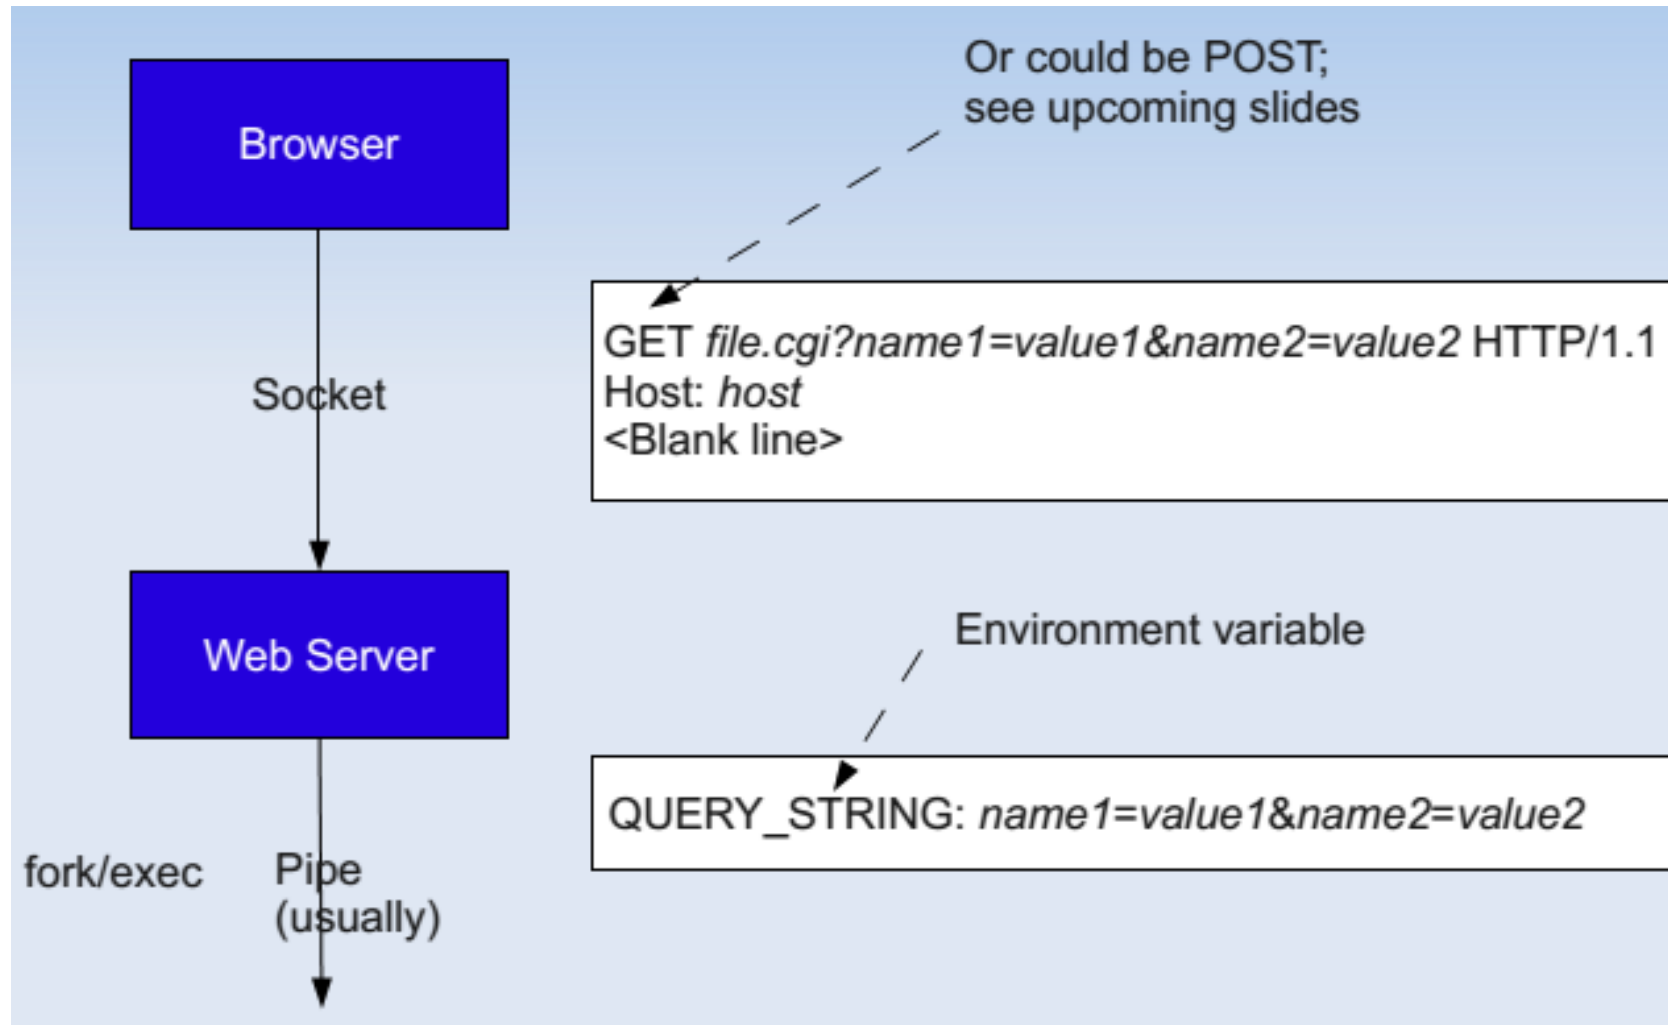 Or could be POST;
see upcoming slides
Browser
GET file.cgi?name1=value1&name2=value2 HTTP/1.1
Host: host
<Blank line>
Socket
Web Server
Environment variable
QUERY_STRING: name1=value1&name2=value2
fork/exec
Pipe
(usually)